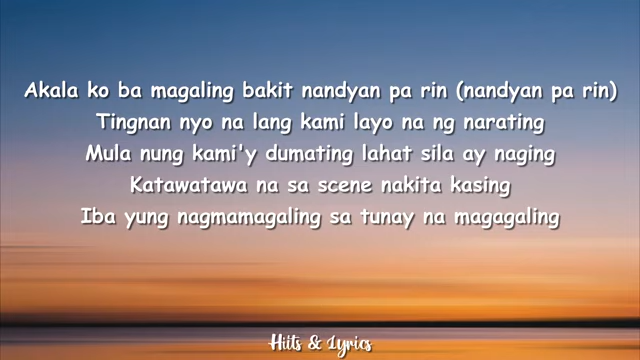 Akala ko ba magaling bakit nandyan pa rin (nandyan pa rin)
Tingnan nyo na lang kami layo na ng narating
Mula nung kami'y dumating lahat sila ay naging
Katawatawa na sa scene nakita kasing
Iba yung nagmamagaling sa tunay na magagaling
Hiits & Lyrics